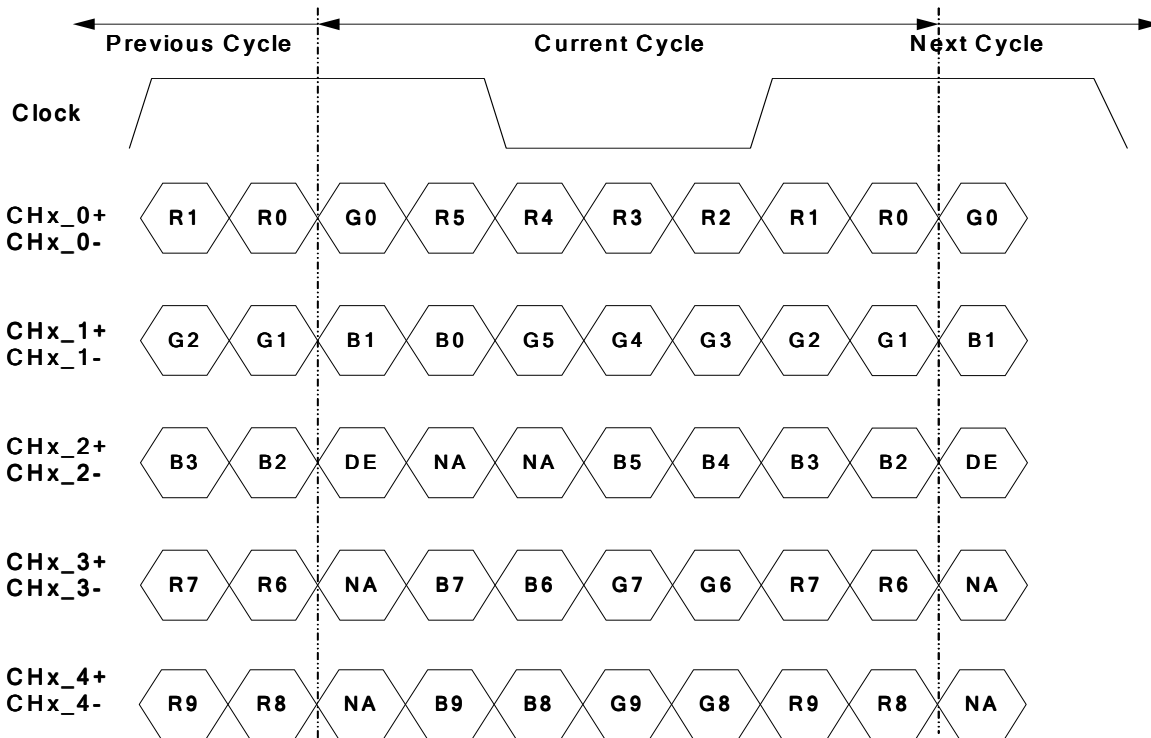 Previous Cycle Current Cycle Next Cycle
Clock
CHx_0+
CHx_0-
R1 R0 G0 R5 R4 R3 R2 R1 R0 G0
CHx_1+
CHx_1-
G2 G1 B1 B0 G5 G4 G3 G2 G1 B1
CHx_2+
CHx_2-
B3 B2 DE NA NA B5 B4 B3 B2 DE
CHx_3+
CHx_3-
R7 R6 NA B7 B6 G7 G6 R7 R6 NA
CHx_4+
CHx_4-
R9 R8 NA B9 B8 G9 G8 R9 R8 NA